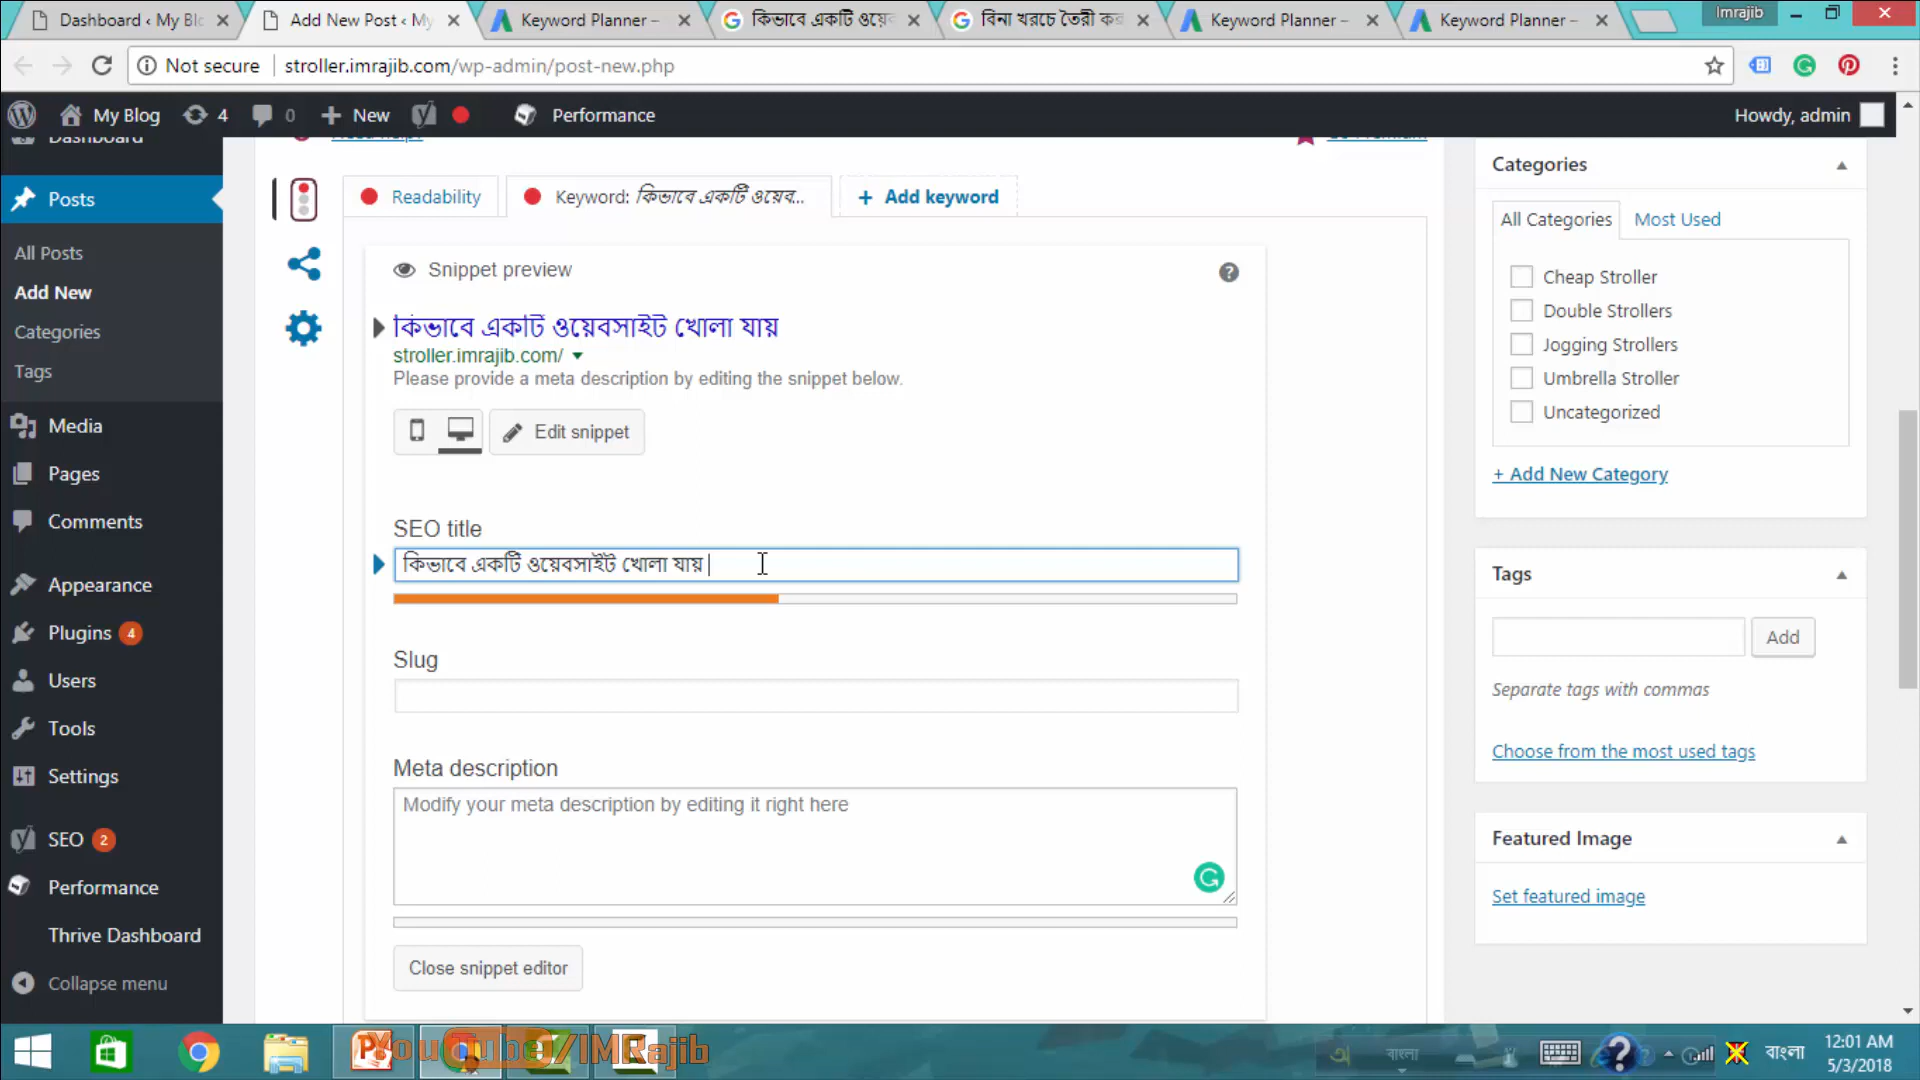 Dashboard ‹ My Bl
Add New Post ‹ My
Keyword Planner –
কিভাবে একটি ওয়ে
বিনা খরচে তৈরী কর
Keyword Planner –
Keyword Planner –
Imrajib
Not secure
stroller.imrajib.com/wp-admin/post-new.php
My Blog
4
0
New
Performance
Howdy, admin
Dashboard
Need help?
Go Premium
Posts
All Posts
Add New
Categories
Tags
Media
Pages
Comments
Appearance
Plugins 4
Users
Tools
Settings
SEO 2
Performance
Thrive Dashboard
Collapse menu
Readability
Keyword: কিভাবে একটি ওয়েব...
+ Add keyword
Snippet preview
কিভাবে একটি ওয়েবসাইট খোলা যায়
stroller.imrajib.com/
Please provide a meta description by editing the snippet below.
Edit snippet
SEO title
কিভাবে একটি ওয়েবসাইট খোলা যায়
Slug
Meta description
Modify your meta description by editing it right here
Close snippet editor
Categories
All Categories
Most Used
Cheap Stroller
Double Strollers
Jogging Strollers
Umbrella Stroller
Uncategorized
+ Add New Category
Tags
Add
Separate tags with commas
Choose from the most used tags
Featured Image
Set featured image
YouTube/IMRajib
বাংলা
বাংলা
12:01 AM
5/3/2018